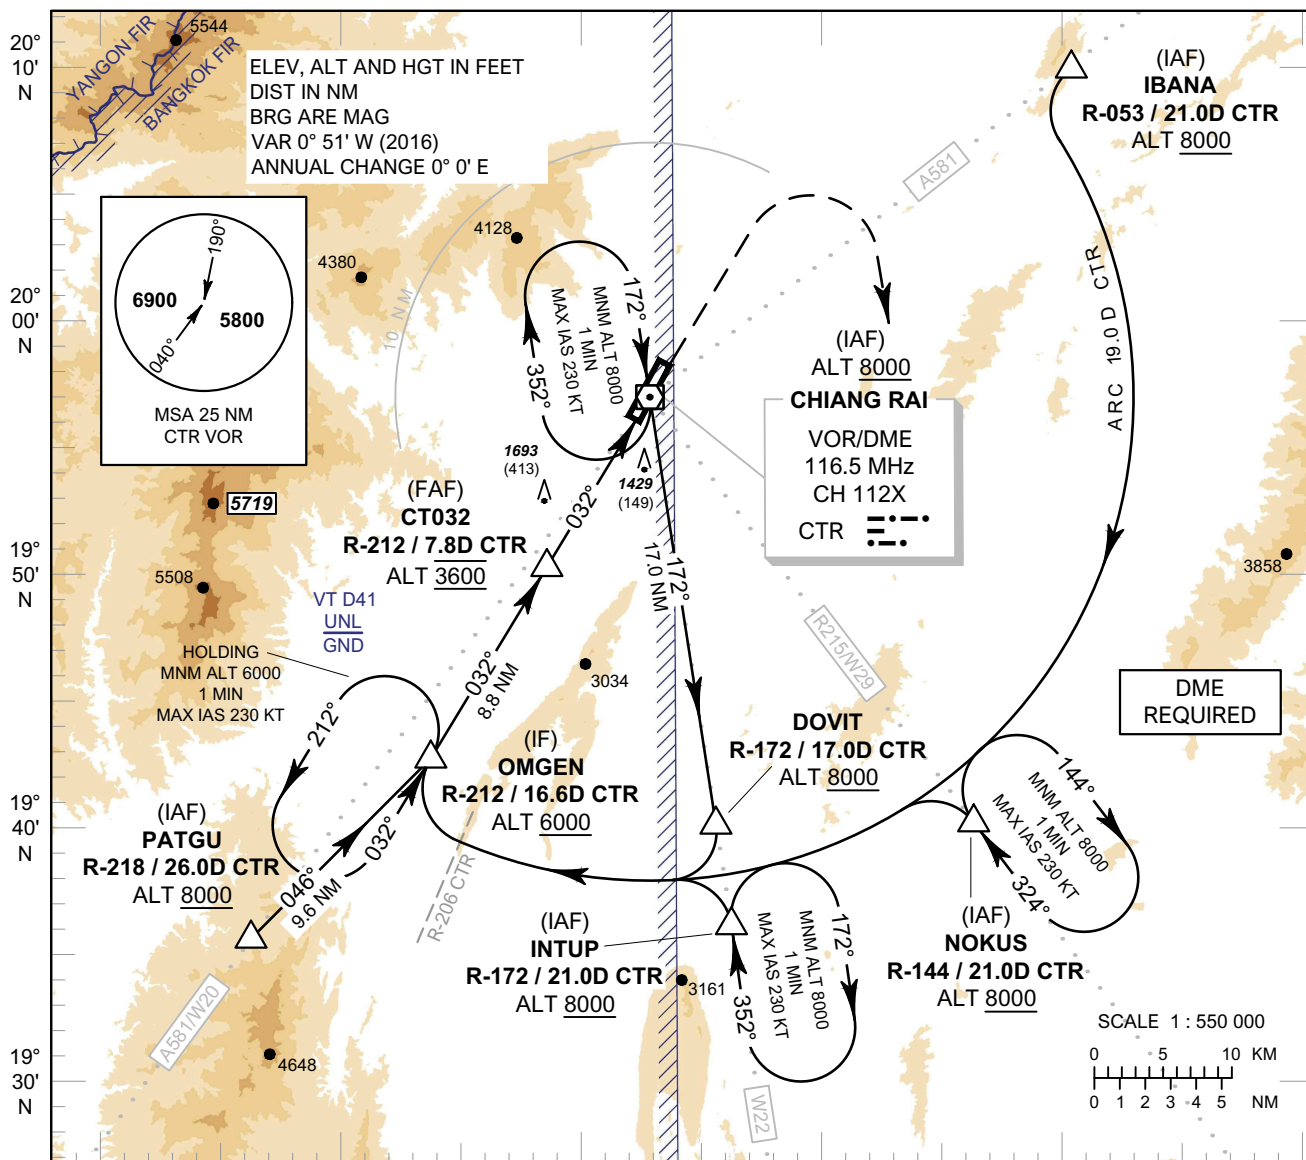 20°
10'
N
20°
00'
N
19°
50'
N
19°
40'
N
19°
30'
N
5544
YANGON FIR
BANGKOK FIR
ELEV, ALT AND HGT IN FEET
DIST IN NM
BRG ARE MAG
VAR 0° 51' W (2016)
ANNUAL CHANGE 0° 0' E
190°
6900
5800
040°
MSA 25 NM
CTR VOR
4128
4380
10 NM
172°
MNM ALT 8000
1 MIN
MAX IAS 230 KT
352°
A581
(IAF)
IBANA
R-053 / 21.0D CTR
ALT 8000
ARC 19.0 D CTR
(IAF)
ALT 8000
CHIANG RAI
VOR/DME
116.5 MHz
CH 112X
CTR
1693
(413)
1429
(149)
(FAF)
CT032
R-212 / 7.8D CTR
ALT 3600
032°
5719
5508
VT D41
UNL
GND
HOLDING
MNM ALT 6000
1 MIN
MAX IAS 230 KT
212°
032°
8.8 NM
3034
172°
17.0 NM
R215/W29
3858
DME
REQUIRED
DOVIT
R-172 / 17.0D CTR
ALT 8000
(IF)
OMGEN
R-212 / 16.6D CTR
ALT 6000
(IAF)
PATGU
R-218 / 26.0D CTR
ALT 8000
046°
9.6 NM
032°
R-206 CTR
144°
MNM ALT 8000
1 MIN
MAX IAS 230 KT
324°
(IAF)
INTUP
R-172 / 21.0D CTR
ALT 8000
172°
MNM ALT 8000
1 MIN
MAX IAS 230 KT
352°
(IAF)
NOKUS
R-144 / 21.0D CTR
ALT 8000
3161
A581/W20
4648
W22
SCALE 1 : 550 000
0 5 10 KM
0 1 2 3 4 5 NM